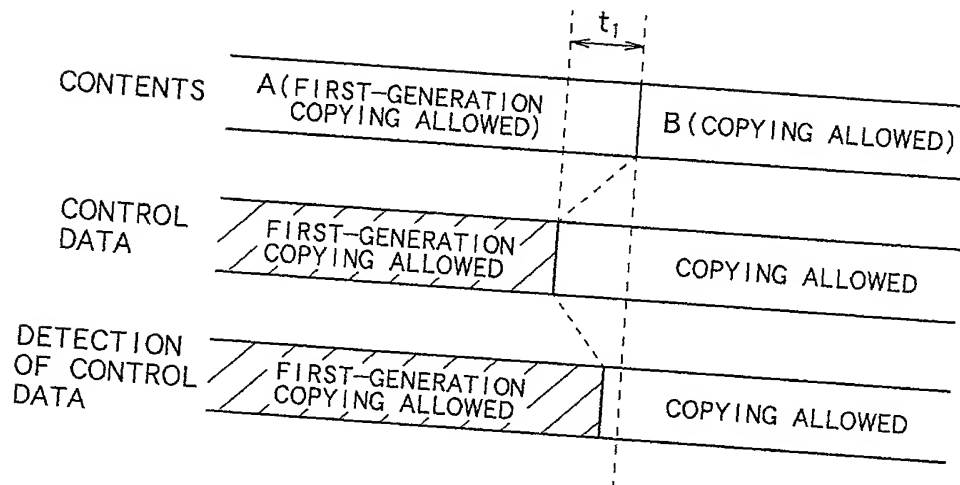 t₁
CONTENTS
A(FIRST-GENERATION
COPYING ALLOWED)
B(COPYING ALLOWED)
CONTROL
DATA
FIRST-GENERATION
COPYING ALLOWED
COPYING ALLOWED
DETECTION
OF CONTROL
DATA
FIRST-GENERATION
COPYING ALLOWED
COPYING ALLOWED